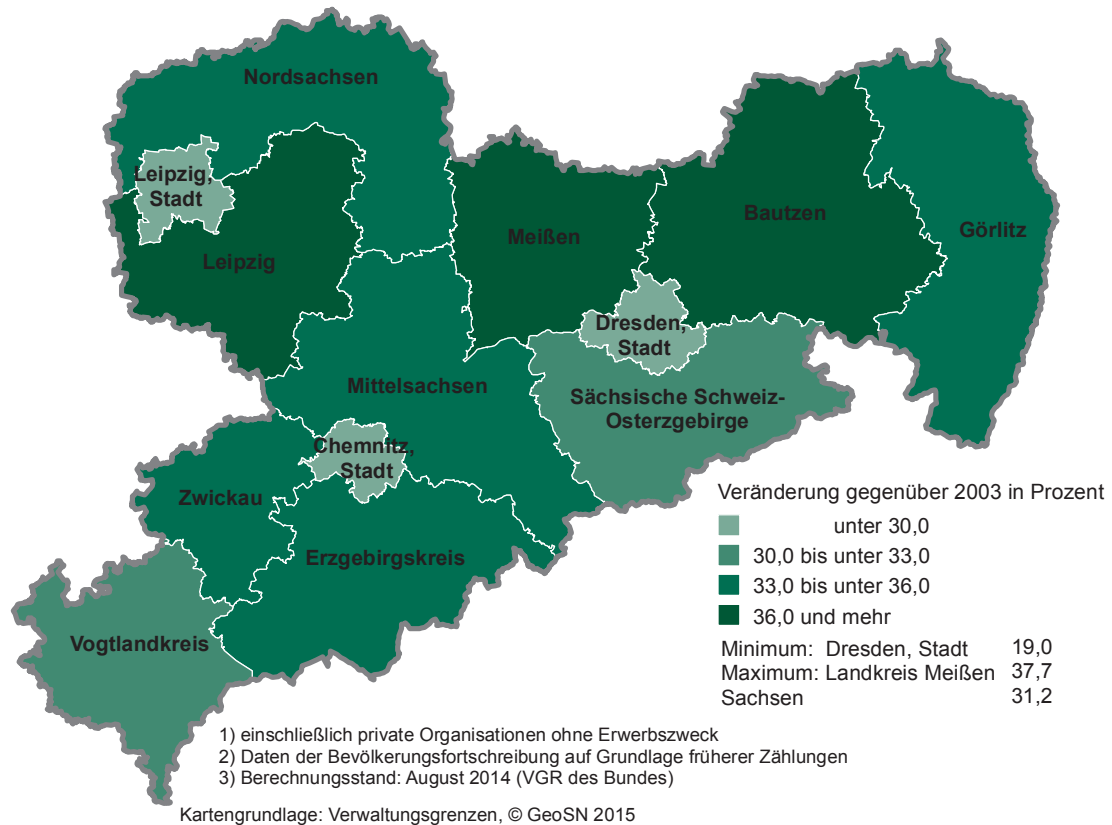 Nordsachsen
Leipzig,
Stadt
Leipzig
Meißen
Bautzen
Görlitz
Dresden,
Stadt
Mittelsachsen
Sächsische Schweiz-
Osterzgebirge
Chemnitz,
Stadt
Zwickau
Erzgebirgskreis
Vogtlandkreis
Veränderung gegenüber 2003 in Prozent
unter 30,0
30,0 bis unter 33,0
33,0 bis unter 36,0
36,0 und mehr
Minimum: Dresden, Stadt 19,0
Maximum: Landkreis Meißen 37,7
Sachsen 31,2
1) einschließlich private Organisationen ohne Erwerbszweck
2) Daten der Bevölkerungsfortschreibung auf Grundlage früherer Zählungen
3) Berechnungsstand: August 2014 (VGR des Bundes)
Kartengrundlage: Verwaltungsgrenzen, © GeoSN 2015